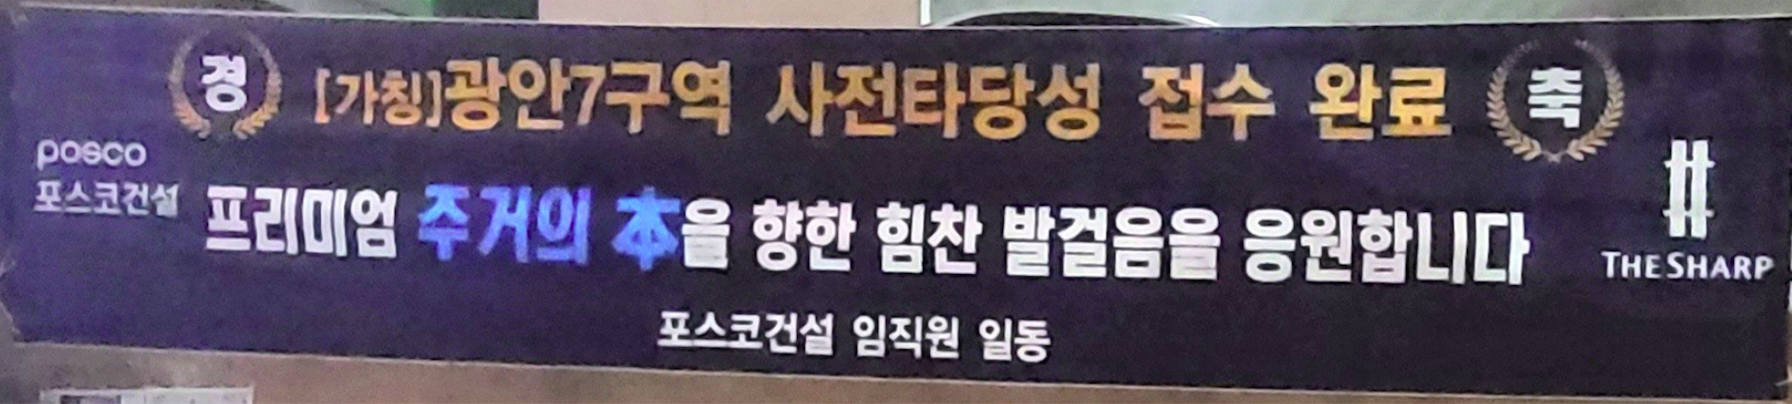 경 [가칭]광안7구역 사전타당성 접수 완료 축
posco
포스코건설
프리미엄 주거의 本을 향한 힘찬 발걸음을 응원합니다
THE SHARP
포스코건설 임직원 일동